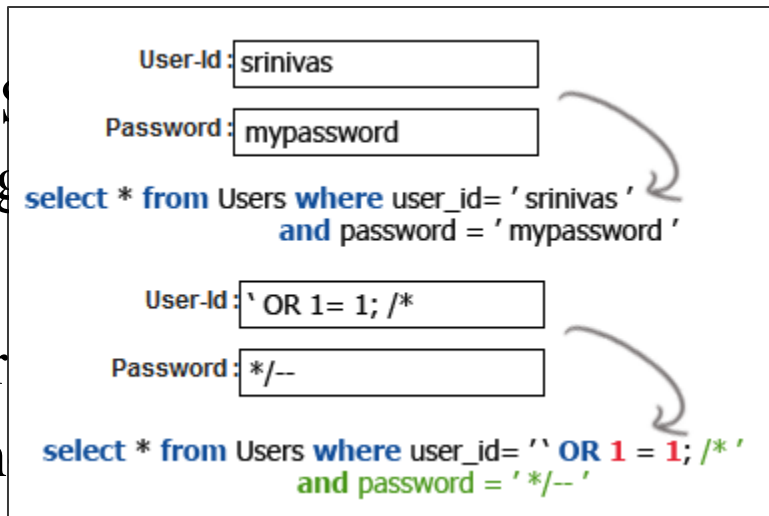 User-Id : srinivas
Password : mypassword
select * from Users where user_id= ’ srinivas ’
and password = ’ mypassword ’
User-Id : ‘ OR 1= 1; /*
Password : */--
select * from Users where user_id= ’‘ OR 1 = 1; /* ’
and password = ’ */-- ’